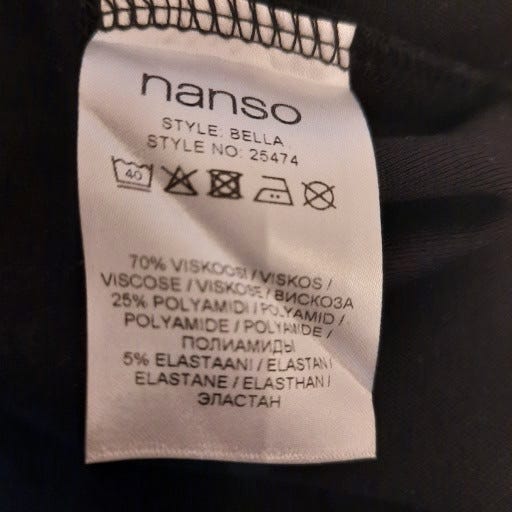 nanso
STYLE: BELLA
STYLE NO: 25474
40
70% VISKOOSI / VISKOS /
VISCOSE / VISKOSE / ВИСКОЗА
25% POLYAMIDI / POLYAMID /
POLYAMIDE / POLYAMIDE /
ПОЛИАМИДЫ
5% ELASTAANI / ELASTAN /
ELASTANE / ELASTHAN /
ЭЛАСТАН